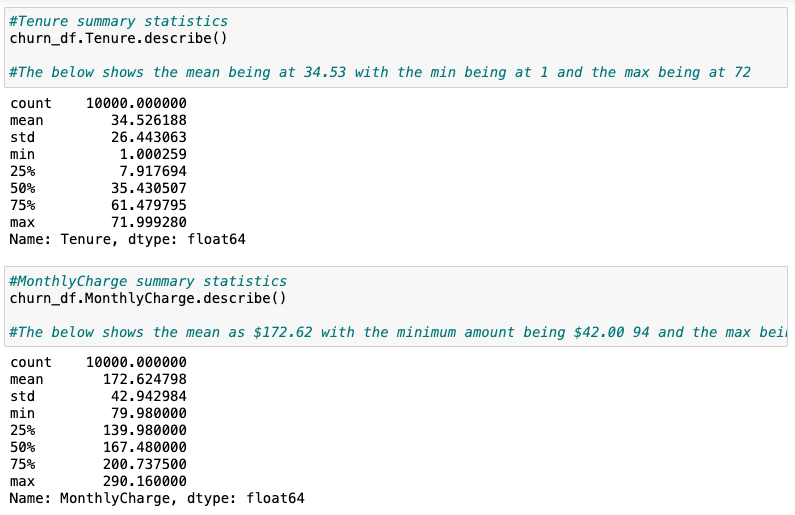 #Tenure summary statistics
churn_df.Tenure.describe()
#The below shows the mean being at 34.53 with the min being at 1 and the max being at 72
count 10000.000000
mean 34.526188
std 26.443063
min 1.000259
25% 7.917694
50% 35.430507
75% 61.479795
max 71.999280
Name: Tenure, dtype: float64
#MonthlyCharge summary statistics
churn_df.MonthlyCharge.describe()
#The below shows the mean as $172.62 with the minimum amount being $42.00 94 and the max bei
count 10000.000000
mean 172.624798
std 42.942984
min 79.980000
25% 139.980000
50% 167.480000
75% 200.737500
max 290.160000
Name: MonthlyCharge, dtype: float64